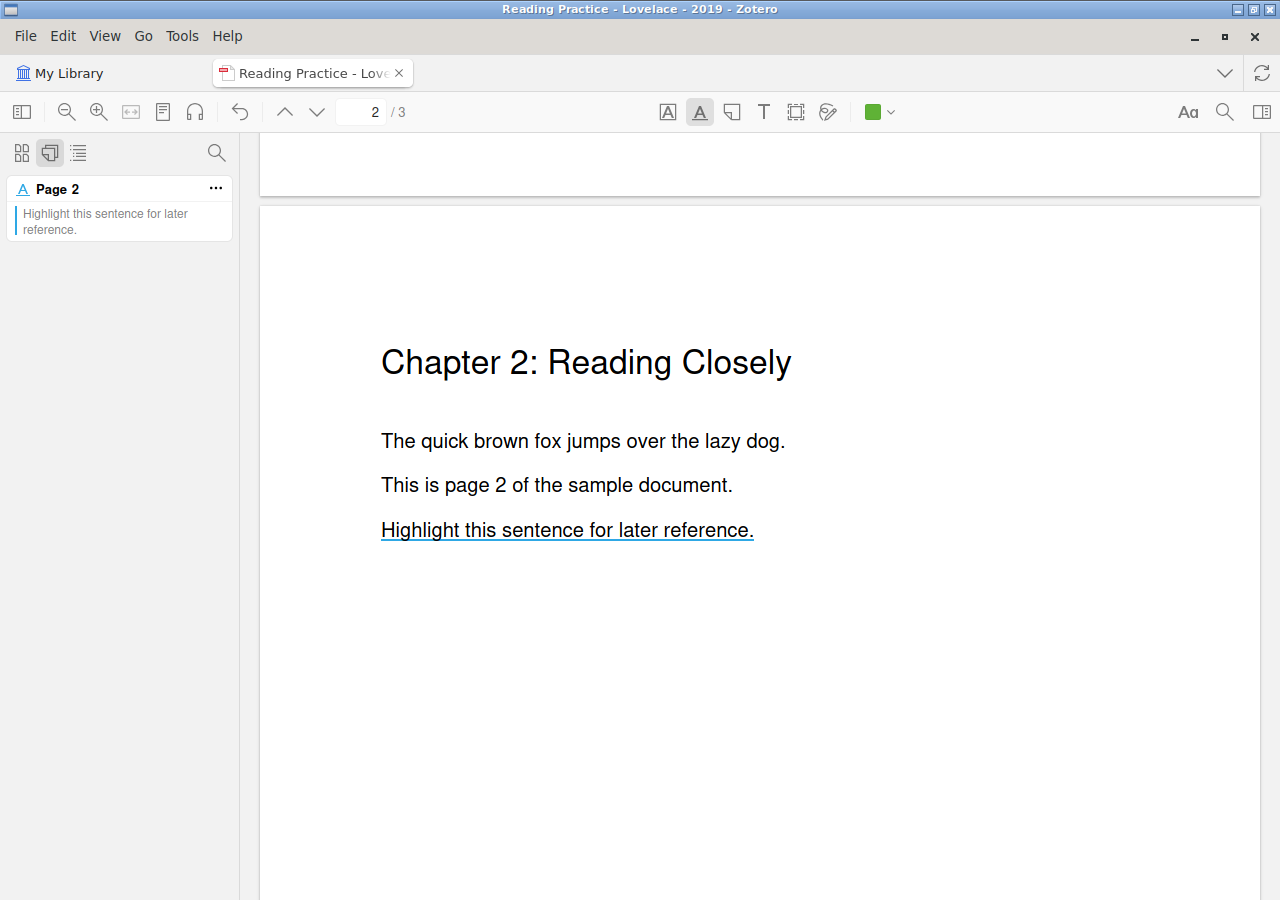 Reading Practice - Lovelace - 2019 - Zotero
File Edit View Go Tools Help
My Library
Reading Practice - Love
2 / 3
Aa
Page 2
Highlight this sentence for later
reference.
Chapter 2: Reading Closely
The quick brown fox jumps over the lazy dog.
This is page 2 of the sample document.
Highlight this sentence for later reference.